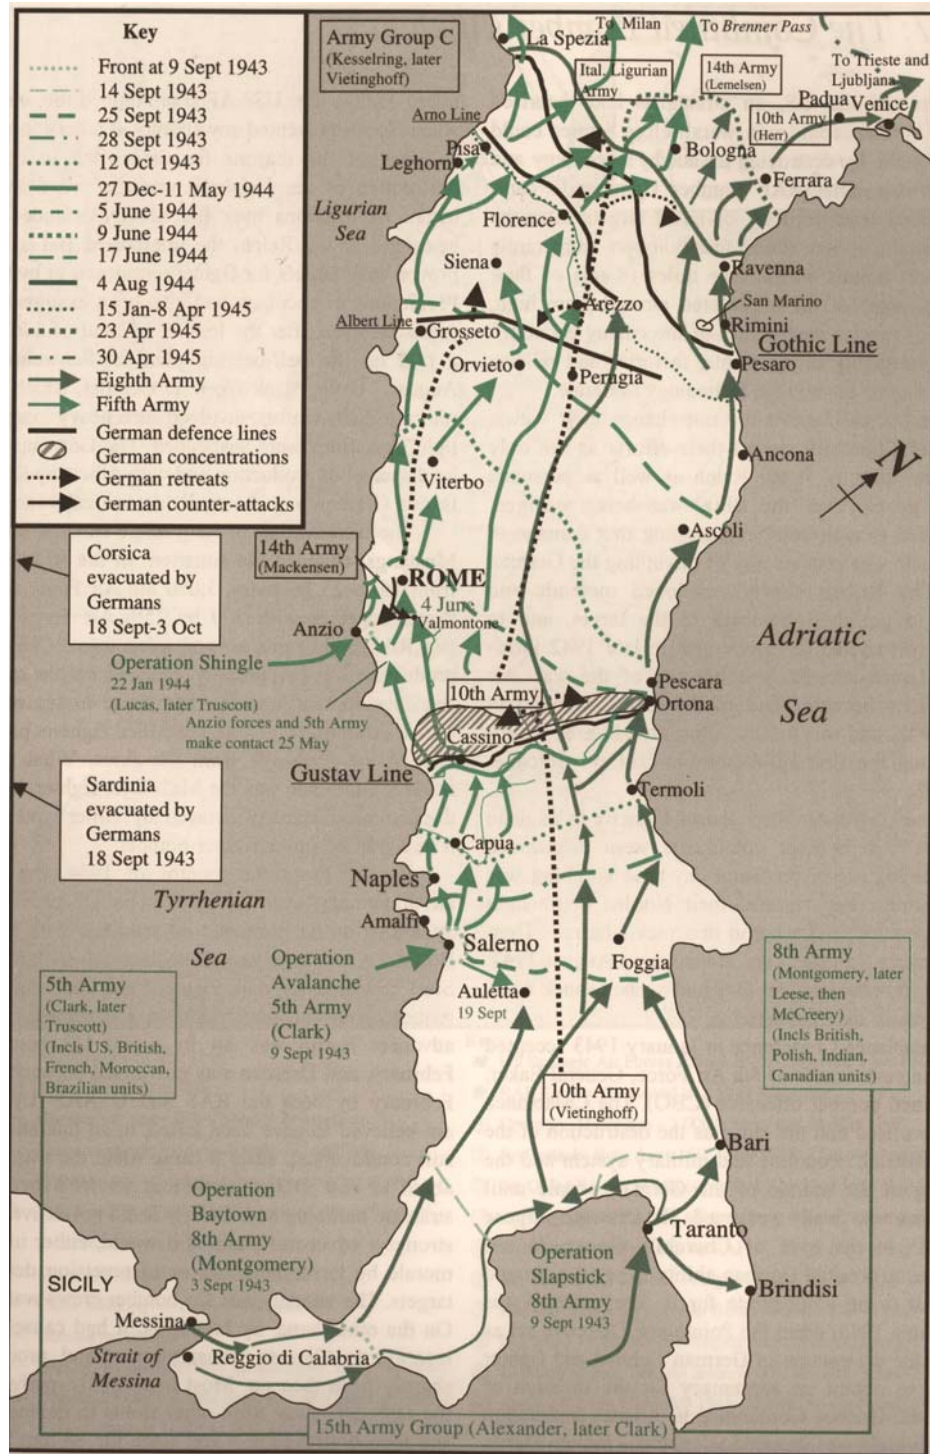 Key
Front at 9 Sept 1943
14 Sept 1943
25 Sept 1943
28 Sept 1943
12 Oct 1943
27 Dec-11 May 1944
5 June 1944
9 June 1944
17 June 1944
4 Aug 1944
15 Jan-8 Apr 1945
23 Apr 1945
30 Apr 1945
Eighth Army
Fifth Army
German defence lines
German concentrations
German retreats
German counter-attacks
Army Group C
(Kesselring, later
Vietinghoff)
To Milan
To Brenner Pass
La Spezia
Ital. Ligurian
Army
14th Army
(Lemelsen)
To Trieste and
Ljubljana
Padua
Venice
10th Army
(Herr)
Arno Line
Pisa
Leghorn
Bologna
Ferrara
Ligurian
Sea
Florence
Siena
Ravenna
Arezzo
San Marino
Rimini
Albert Line
Grosseto
Gothic Line
Orvieto
Perugia
Pesaro
Viterbo
Ancona
N
Ascoli
Corsica
evacuated by
Germans
18 Sept-3 Oct
14th Army
(Mackensen)
ROME
4 June
Valmontone
Anzio
Adriatic
Sea
Operation Shingle
22 Jan 1944
(Lucas, later Truscott)
Anzio forces and 5th Army
make contact 25 May
10th Army
Pescara
Ortona
Cassino
Gustav Line
Sardinia
evacuated by
Germans
18 Sept 1943
Termoli
Capua
Naples
Tyrrhenian
Sea
Amalfi
Salerno
Operation
Avalanche
5th Army
(Clark)
9 Sept 1943
Foggia
Auletta
19 Sept
5th Army
(Clark, later
Truscott)
(Incls US, British,
French, Moroccan,
Brazilian units)
8th Army
(Montgomery, later
Leese, then
McCreery)
(Incls British,
Polish, Indian,
Canadian units)
10th Army
(Vietinghoff)
Bari
Operation
Baytown
8th Army
(Montgomery)
3 Sept 1943
Taranto
Operation
Slapstick
8th Army
9 Sept 1943
Brindisi
SICILY
Messina
Strait of
Messina
Reggio di Calabria
15th Army Group (Alexander, later Clark)